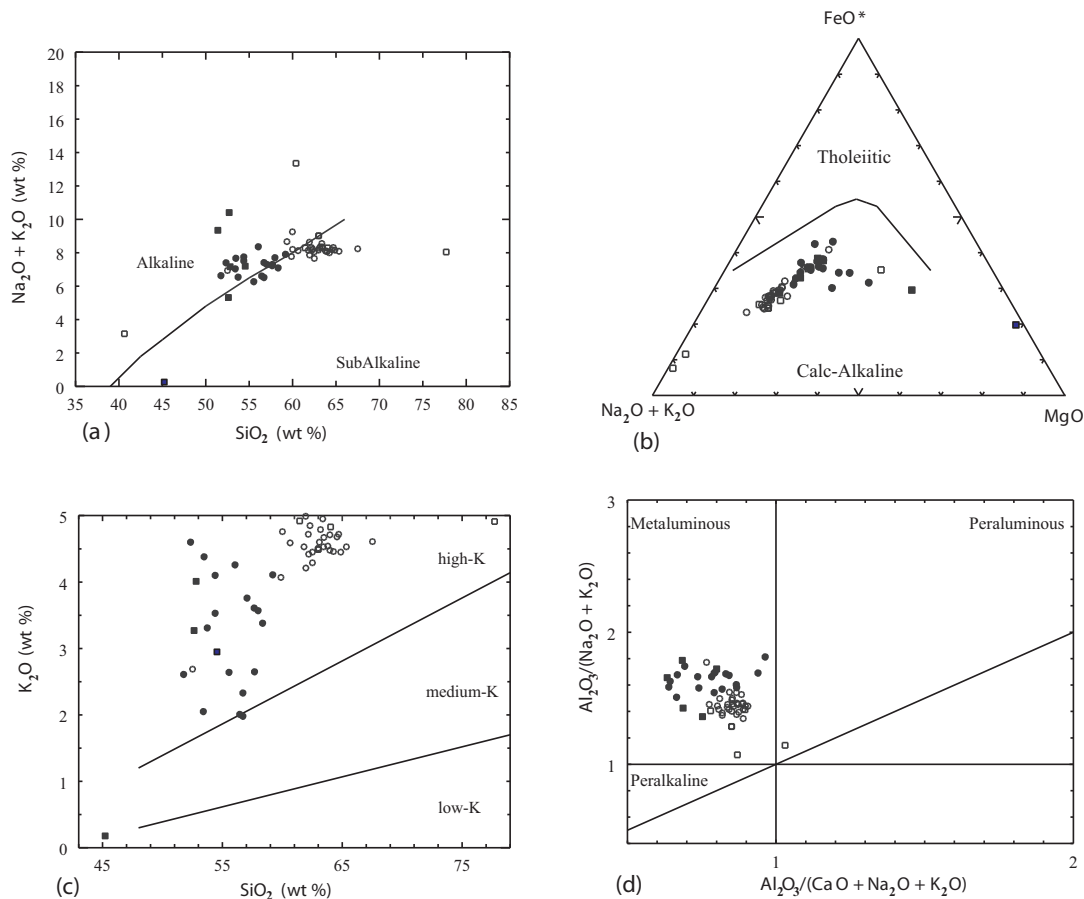 20
18
16
14
12
10
8
6
4
2
0
Na₂O + K₂O (wt %)
Alkaline
SubAlkaline
35 40 45 50 55 60 65 70 75 80 85
SiO₂ (wt %)
(a)
FeO*
Tholeiitic
Calc-Alkaline
Na₂O + K₂O
MgO
(b)
5
4
3
2
1
0
K₂O (wt %)
high-K
medium-K
low-K
45 55 65 75
SiO₂ (wt %)
(c)
3
2
1
Al₂O₃/(Na₂O + K₂O)
Metaluminous
Peraluminous
Peralkaline
1 2
Al₂O₃/(CaO + Na₂O + K₂O)
(d)